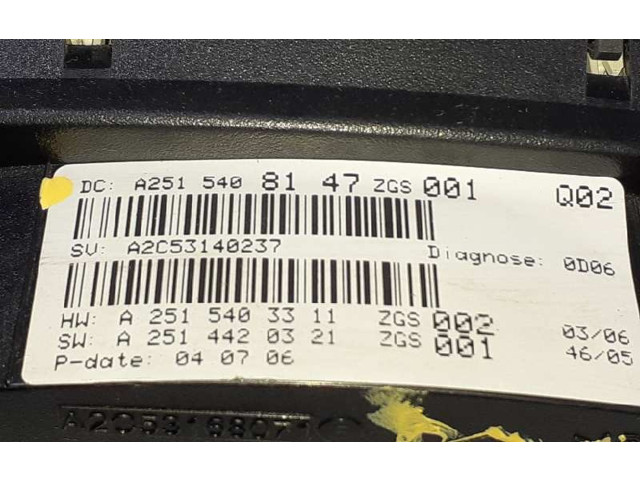 DC: A251 540 81 47 ZGS 001 Q02
SV: A2C53140237 Diagnose: 0D06
HW: A 251 540 33 11 ZGS 002 03/06
SW: A 251 442 03 21 ZGS 001 46/05
P-date: 04 07 06